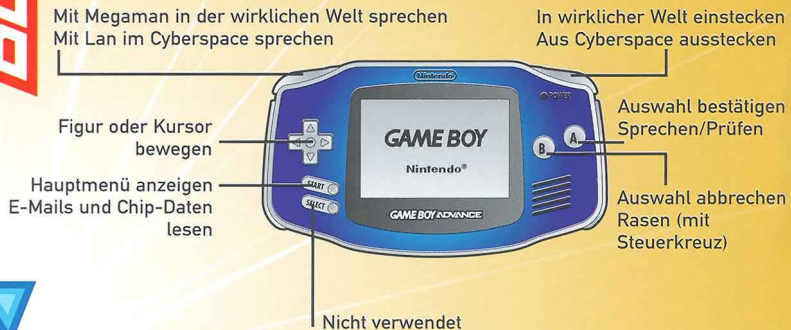 Mit Megaman in der wirklichen Welt sprechen
Mit Lan im Cyberspace sprechen
In wirklicher Welt einstecken
Aus Cyberspace ausstecken
Nintendo
POWER
Figur oder Kursor
bewegen
GAME BOY
Nintendo®
A
B
Auswahl bestätigen
Sprechen/Prüfen
Hauptmenü anzeigen
E-Mails und Chip-Daten
lesen
START
SELECT
GAME BOY ADVANCE
Auswahl abbrechen
Rasen (mit
Steuerkreuz)
Nicht verwendet